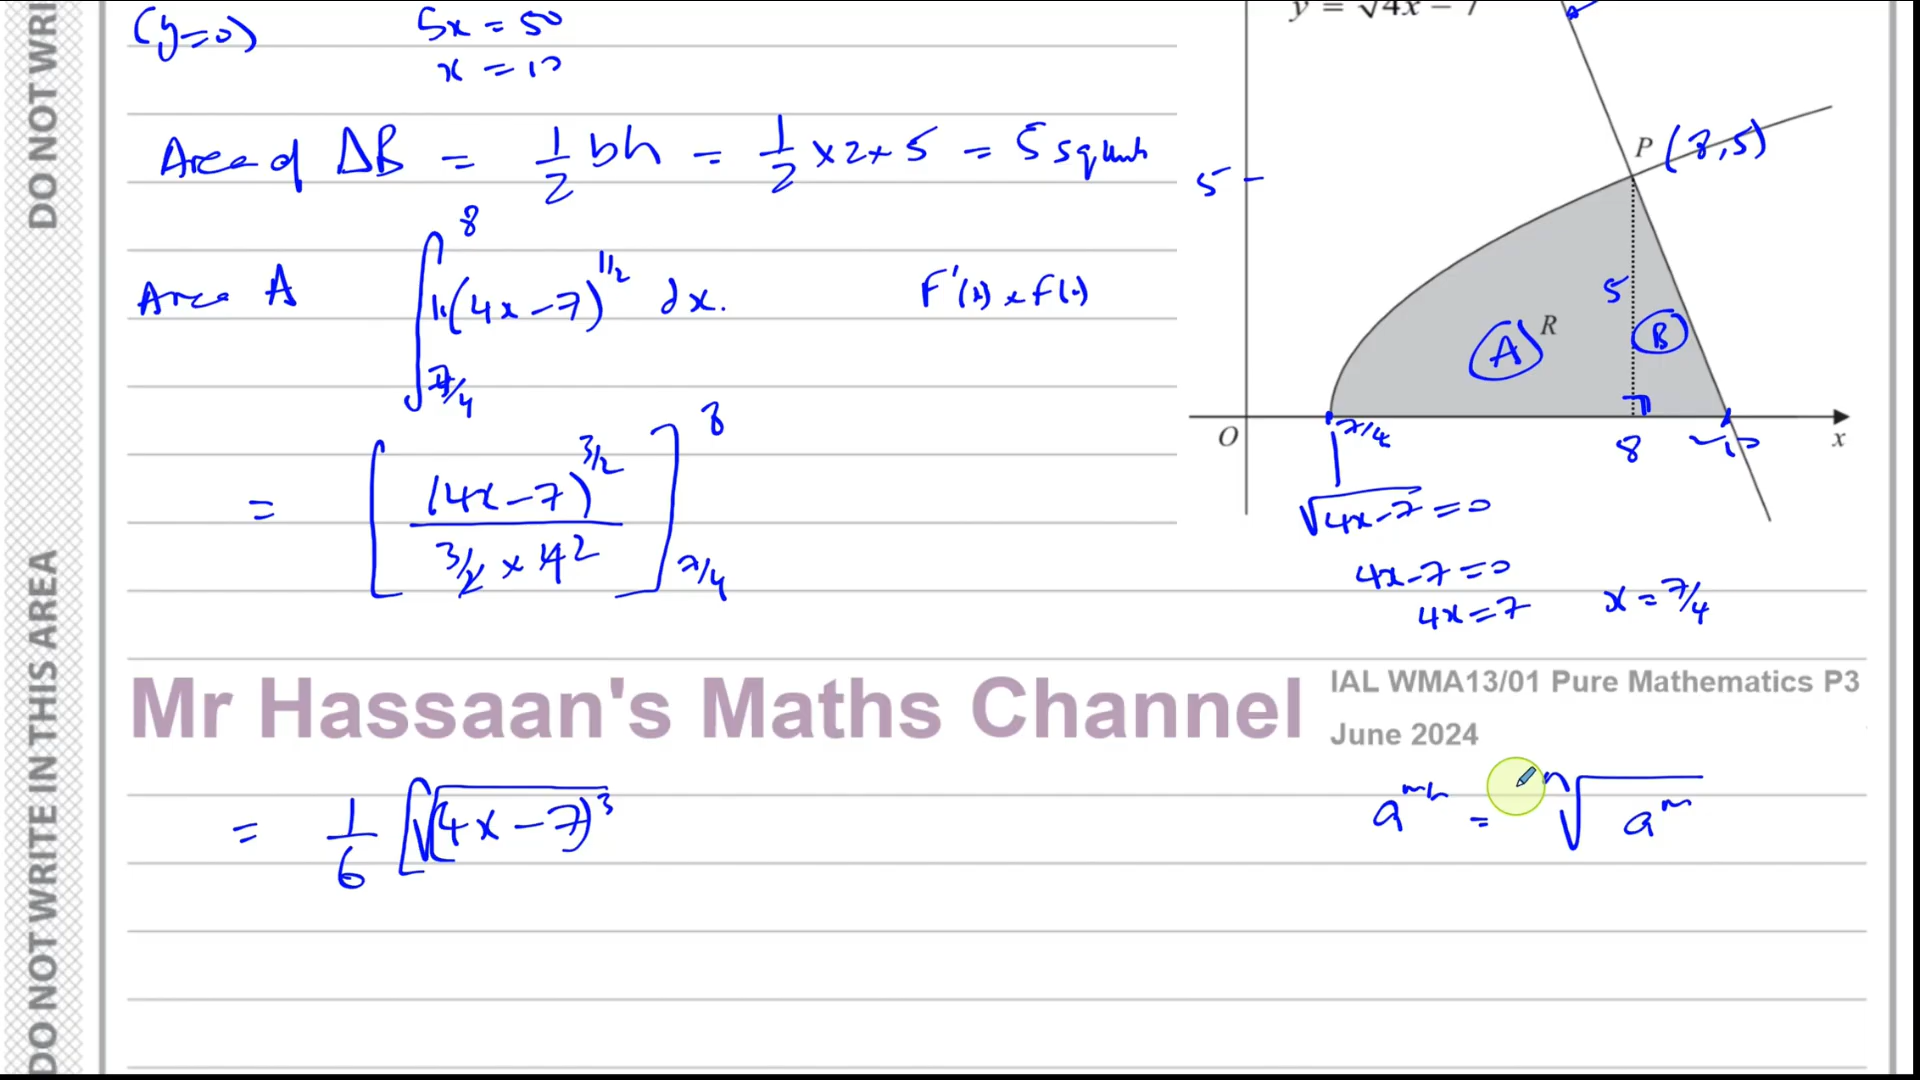 DO NOT WRI
DO NOT WRITE IN THIS AREA
(y=0)
5x = 50
x = 10
Area of ΔB = 1/2 bh = 1/2 × 2 × 5 = 5 sq units
Area A ∫_{7/4}^{8} 1(4x-7)^{1/2} dx.
F'(x) × f(x)
= [ (4x-7)^{3/2} / (3/2 × 4^2) ]_{7/4}^{8}
y = √4x - 7
P (8,5)
5
5
A R B
O 7/4 8 10 x
√4x-7 = 0
4x-7 = 0
4x = 7 x = 7/4
Mr Hassaan's Maths Channel
IAL WMA13/01 Pure Mathematics P3
June 2024
= 1/6 [ √(4x-7)^3
a^{m/n} = ^n√a^m